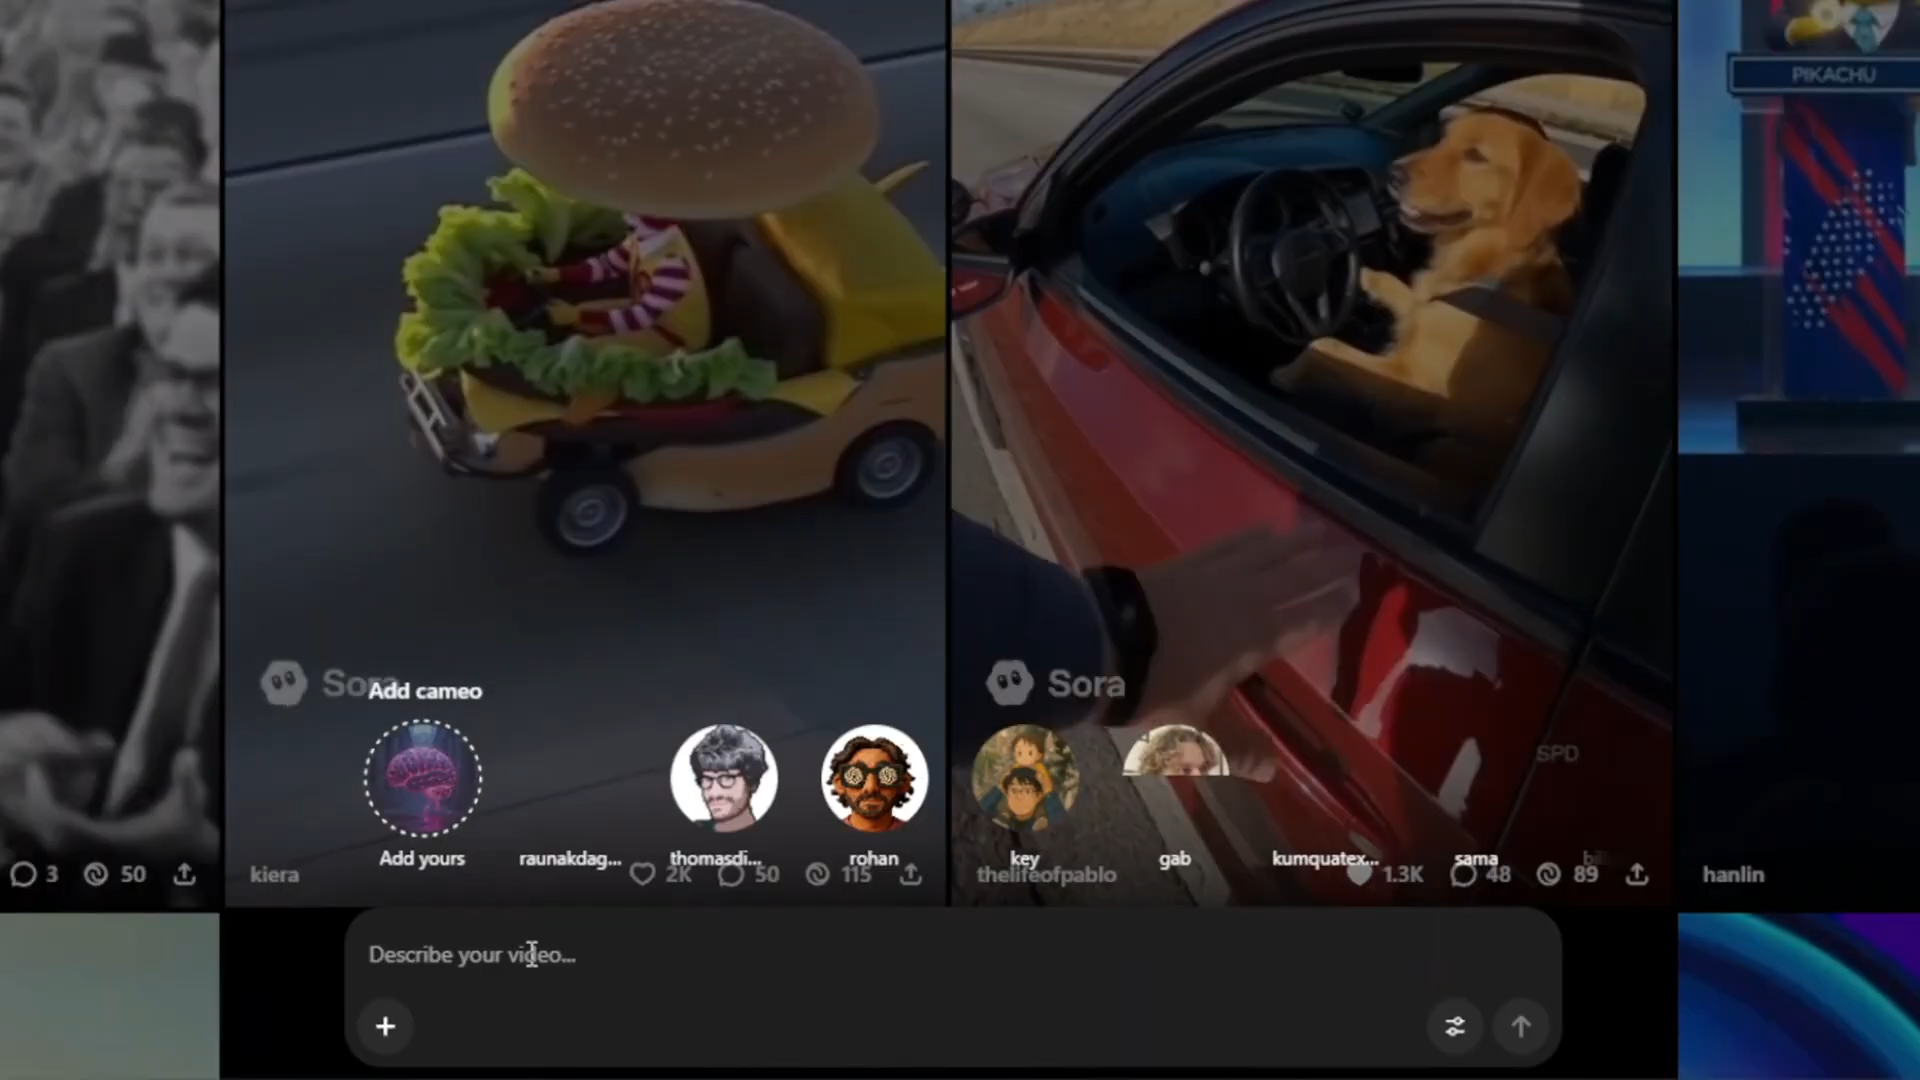 PIKACHU
Sora
Add cameo
Sora
SPD
Add yours
raunakdag...
thomasdi...
rohan
key
gab
kumquatex...
sama
3
50
kiera
2K
50
115
thelifeofpablo
1.3K
48
89
hanlin
Describe your video...